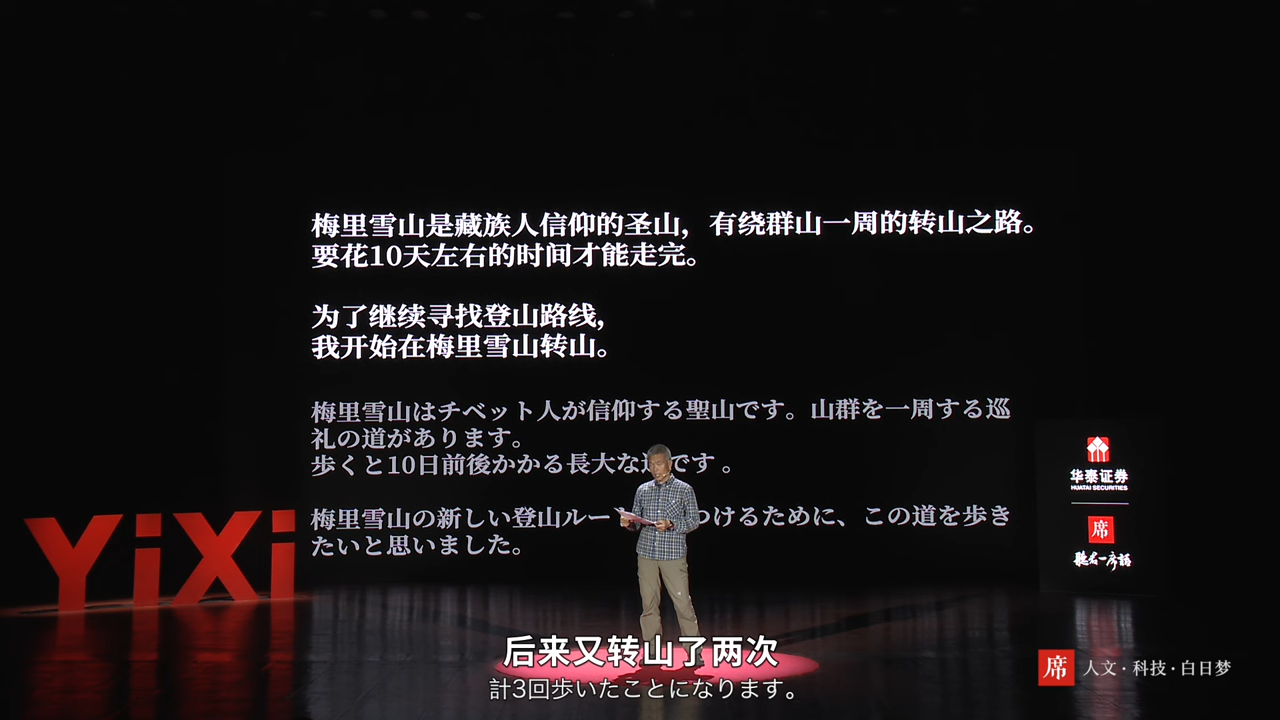 梅里雪山是藏族人信仰的圣山，有绕群山一周的转山之路。
要花10天左右的时间才能走完。
为了继续寻找登山路线，
我开始在梅里雪山转山。
梅里雪山はチベット人が信仰する聖山です。山群を一周する巡
礼の道があります。
歩くと10日前後かかる長大な です。
梅里雪山の新しい登山ルー つけるために、この道を歩き
たいと思いました。
YiXi
华泰证券
HUATAI SECURITIES
席
听君一席话
后来又转山了两次
計3回歩いたことになります。
席 人文·科技·白日梦